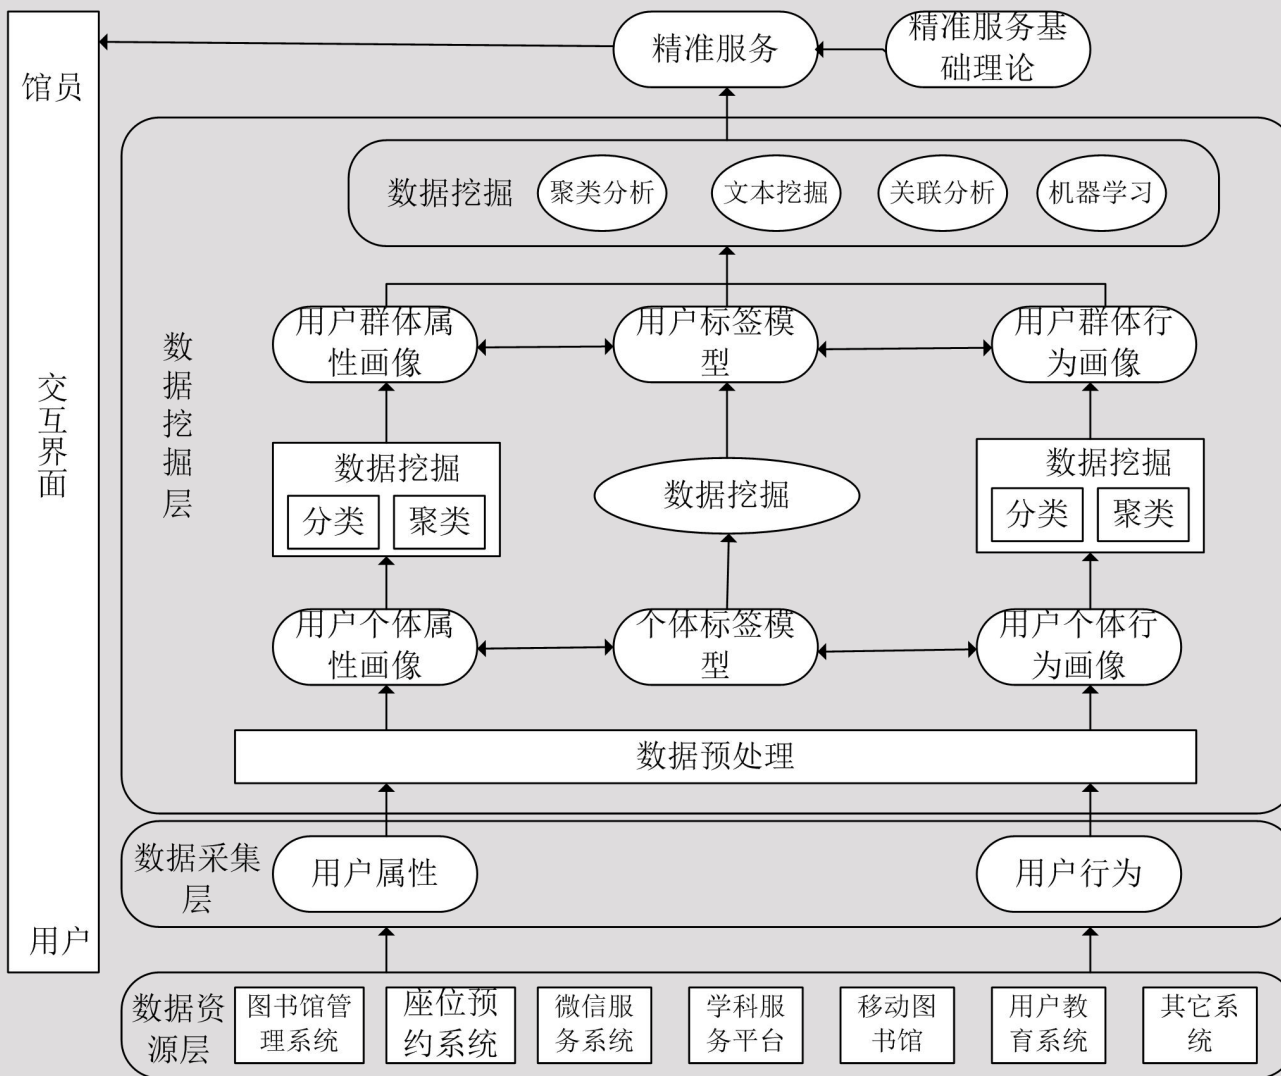 精准服务
精准服务基
础理论
馆员
数据挖掘
聚类分析
文本挖掘
关联分析
机器学习
用户群体属
性画像
用户标签模
型
用户群体行
为画像
数据挖掘层
交互界面
数据挖掘
分类
聚类
数据挖掘
数据挖掘
分类
聚类
用户个体属
性画像
个体标签模
型
用户个体行
为画像
数据预处理
数据采集
层
用户属性
用户行为
用户
数据资
源层
图书馆管
理系统
座位预
约系统
微信服
务系统
学科服
务平台
移动图
书馆
用户教
育系统
其它系
统